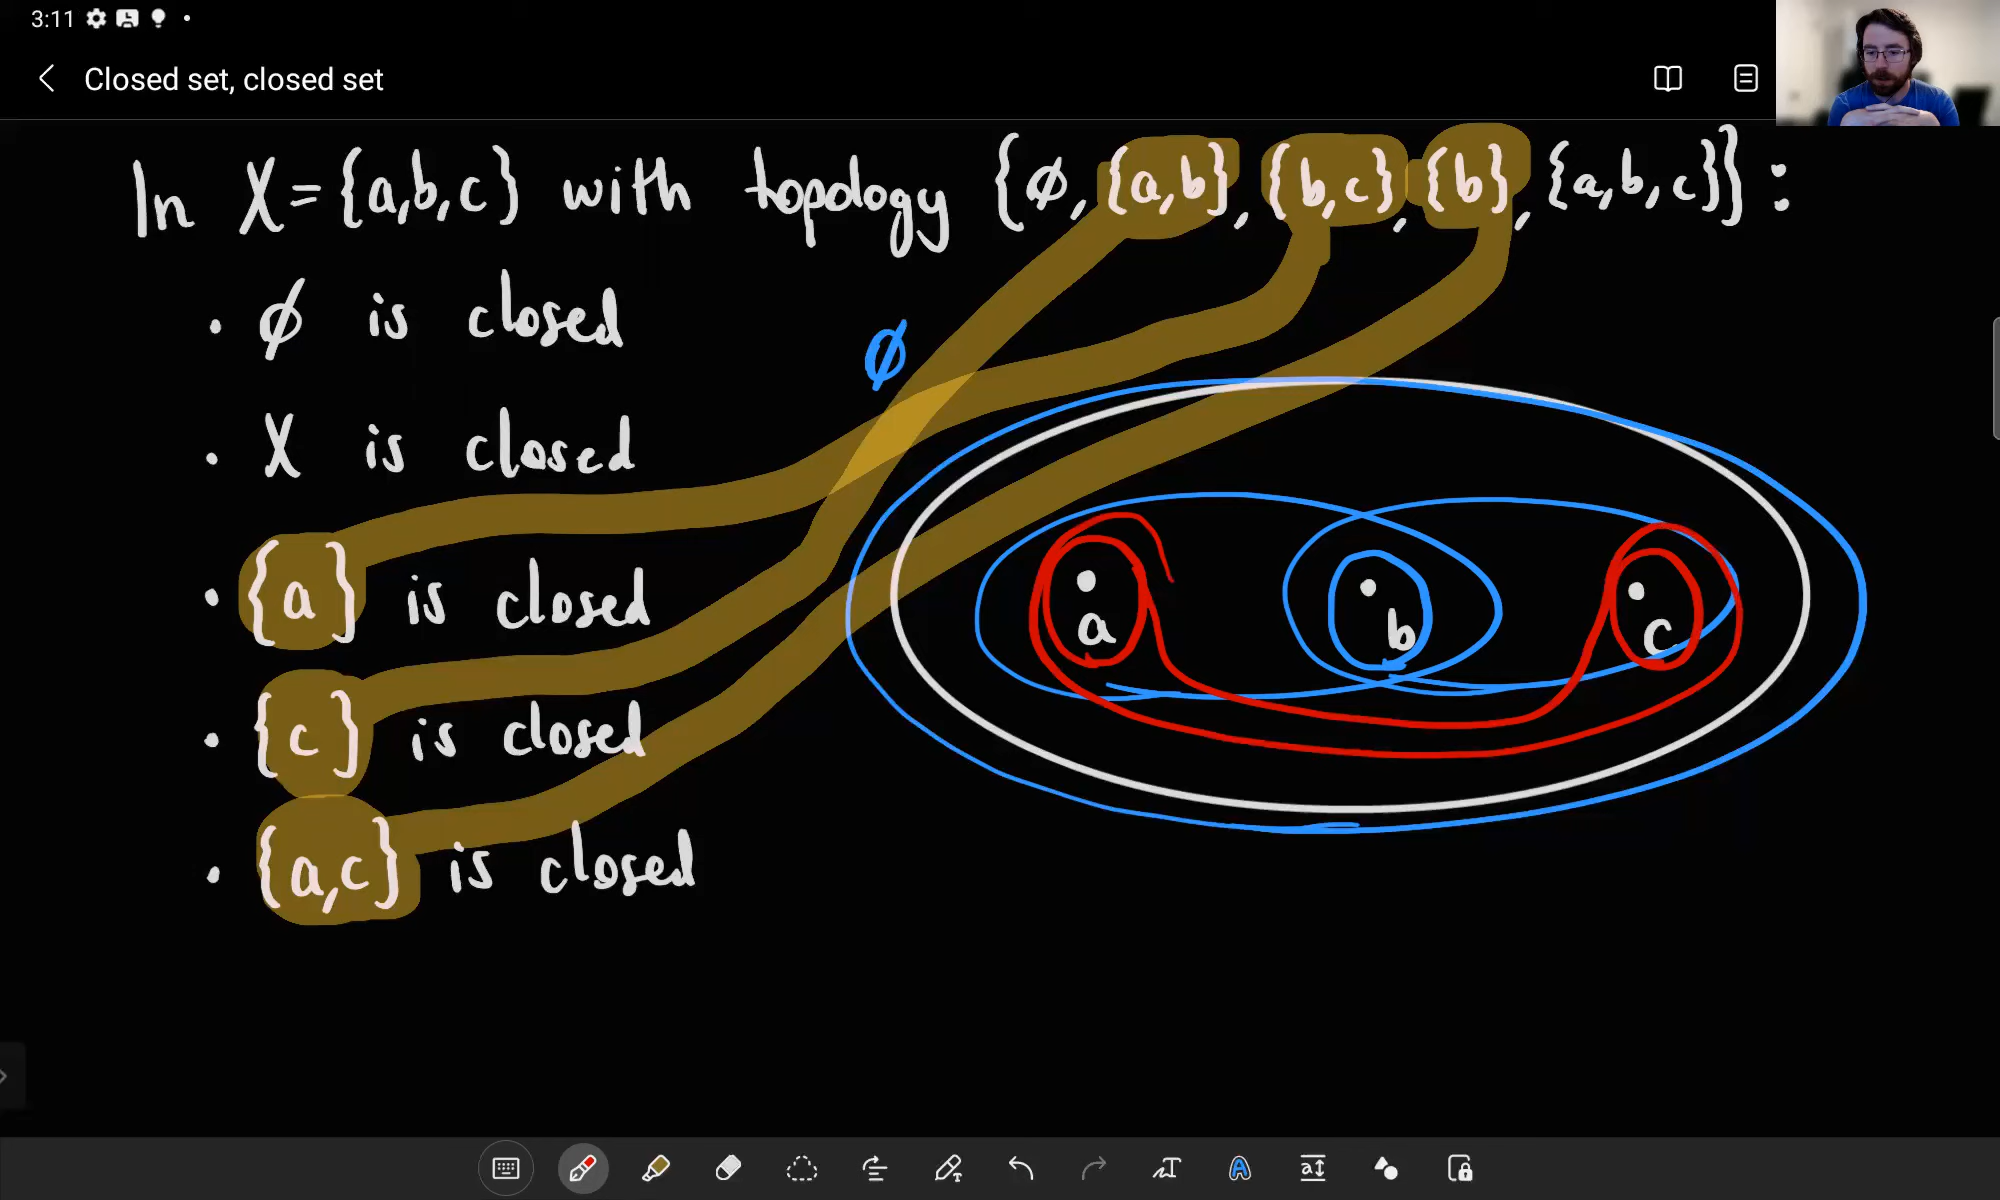 3:11
Closed set, closed set
In X = {a,b,c} with topology {∅, {a,b}, {b,c}, {b}, {a,b,c}}:
• ∅ is closed
∅
• X is closed
• {a} is closed
a b c
• {c} is closed
• {a,c} is closed